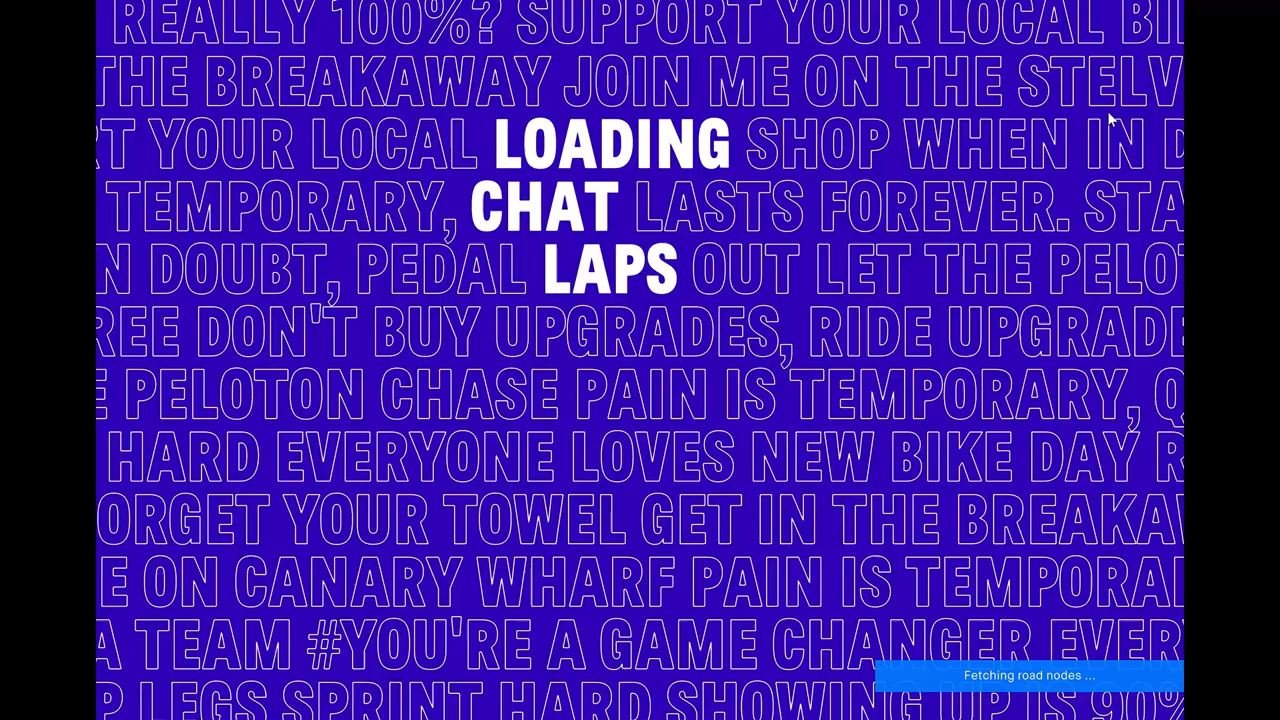 REALLY 100%? SUPPORT YOUR LOCAL BI
THE BREAKAWAY JOIN ME ON THE STELV
RT YOUR LOCAL LOADING SHOP WHEN IN D
TEMPORARY, CHAT LASTS FOREVER. STA
N DOUBT, PEDAL LAPS OUT LET THE PELOT
REE DON'T BUY UPGRADES, RIDE UPGRADE
E PELOTON CHASE PAIN IS TEMPORARY, Q
HARD EVERYONE LOVES NEW BIKE DAY R
ORGET YOUR TOWEL GET IN THE BREAKAW
E ON CANARY WHARF PAIN IS TEMPORA
A TEAM #YOU'RE A GAME CHANGER EVERY
P LEGS SPRINT HARD SHOWING UP IS 90%
Fetching road nodes ...